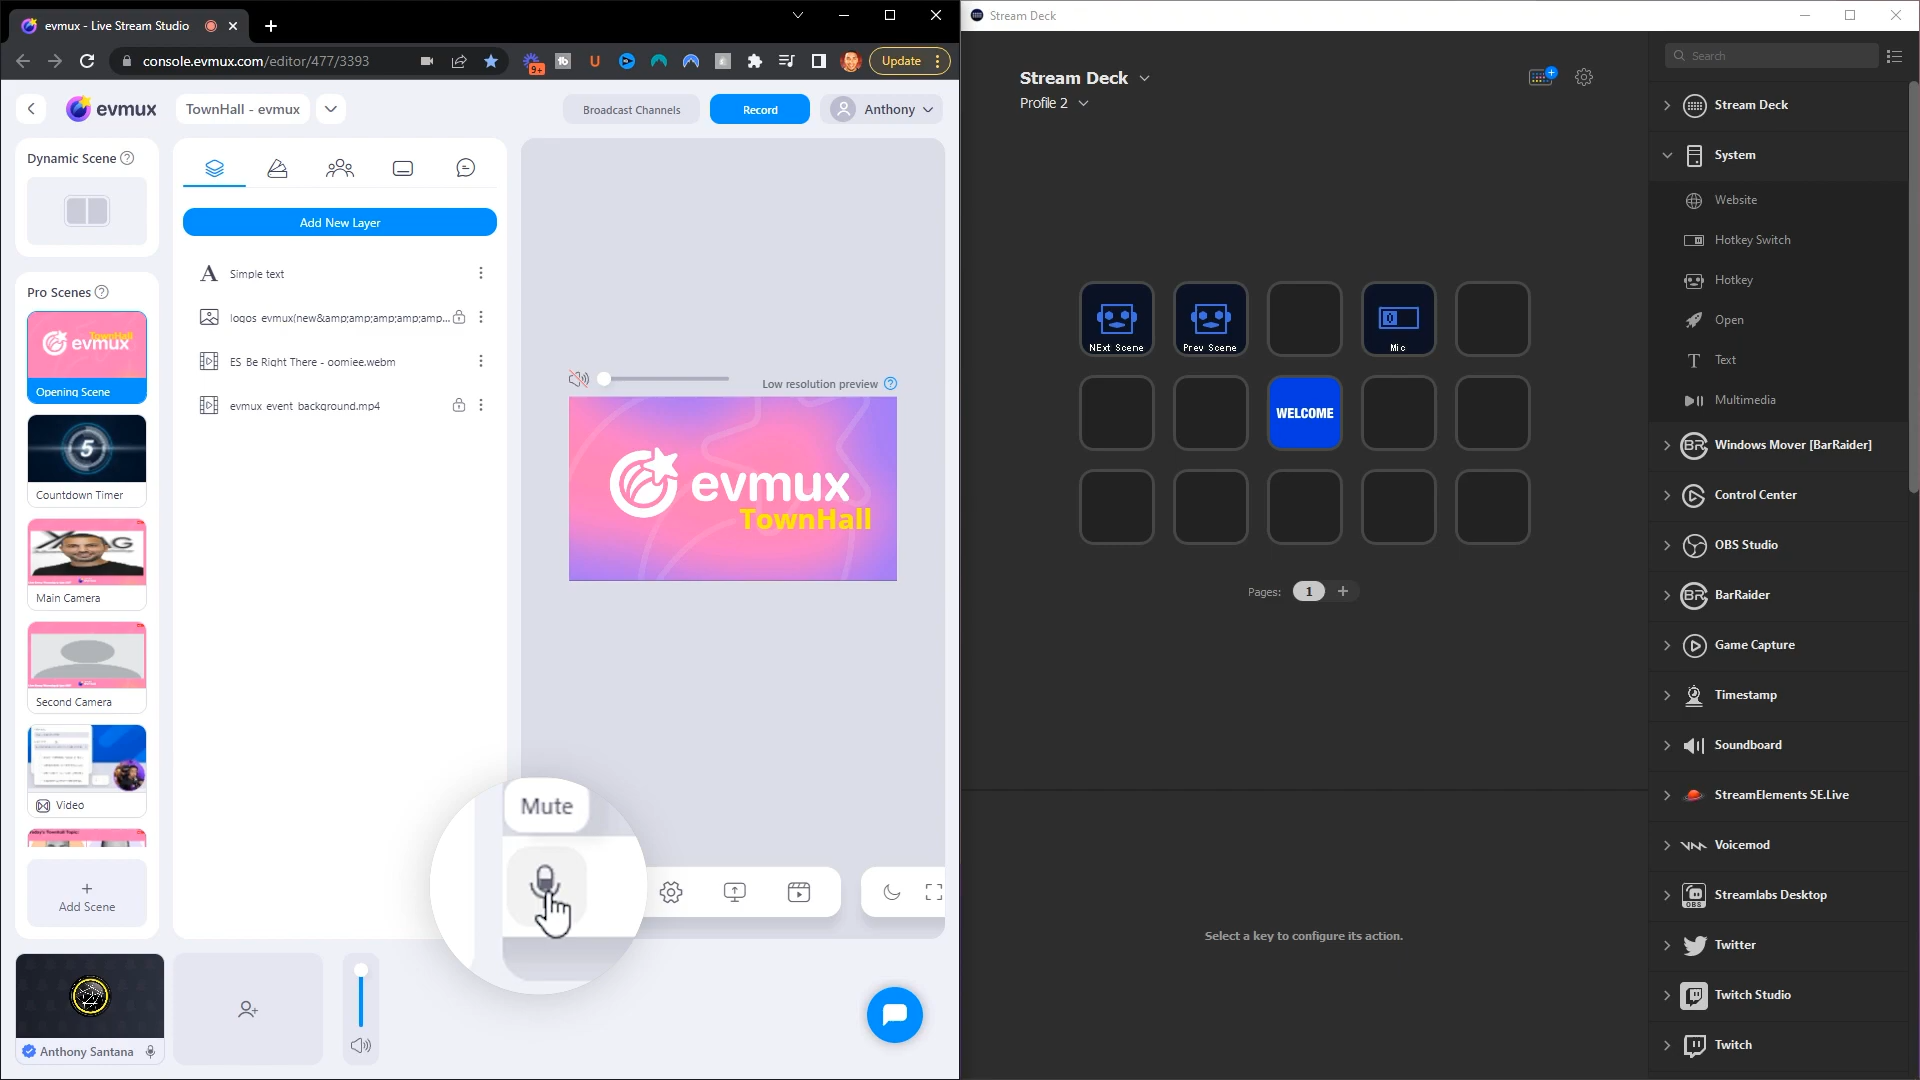 evmux - Live Stream Studio
console.evmux.com/editor/477/3393
9+
tb
U
Update
evmux
TownHall - evmux
Broadcast Channels
Record
Anthony
Dynamic Scene
Add New Layer
Simple text
logos evmux(new&amp;amp;amp;amp;amp...
ES Be Right There - oomiee.webm
evmux event background.mp4
Pro Scenes
evmux
TownHall
Opening Scene
5
Countdown Timer
Main Camera
Second Camera
Video
Add Scene
Low resolution preview
evmux
TownHall
Mute
Anthony Santana
Stream Deck
Stream Deck
Profile 2
NExt Scene
Prev Scene
Mic
WELCOME
Pages:
1
+
Select a key to configure its action.
Search
Stream Deck
System
Website
Hotkey Switch
Hotkey
Open
Text
Multimedia
Windows Mover [BarRaider]
Control Center
OBS Studio
BarRaider
Game Capture
Timestamp
Soundboard
StreamElements SE.Live
Voicemod
Streamlabs Desktop
Twitter
Twitch Studio
Twitch